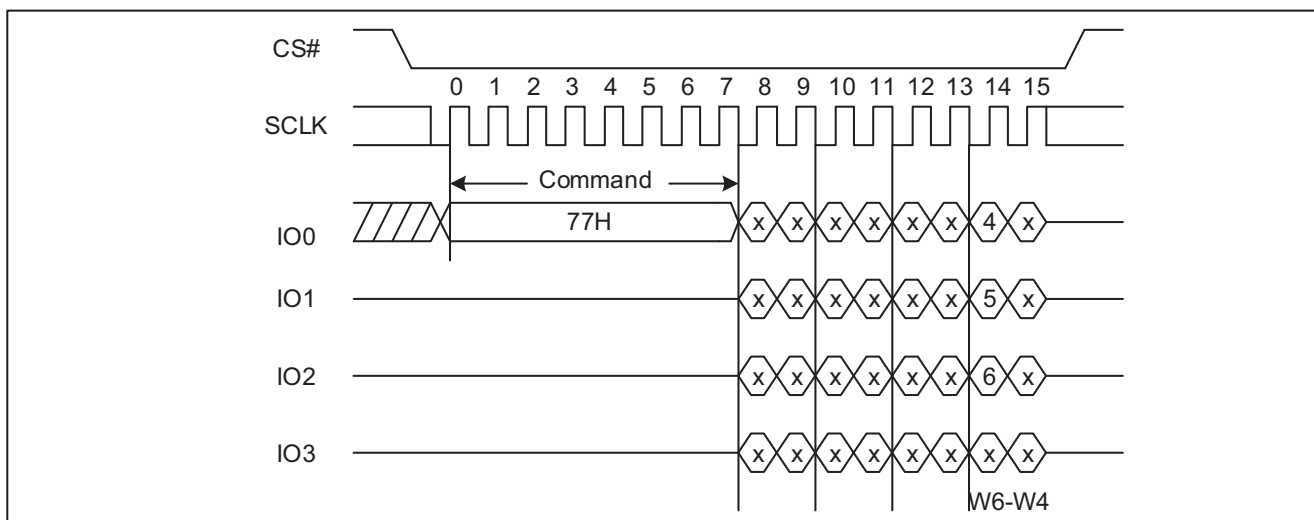 CS#
0 1 2 3 4 5 6 7 8 9 10 11 12 13 14 15
SCLK
Command
IO0 77H x x x x x x 4 x
IO1 x x x x x x 5 x
IO2 x x x x x x 6 x
IO3 x x x x x x x x
W6-W4